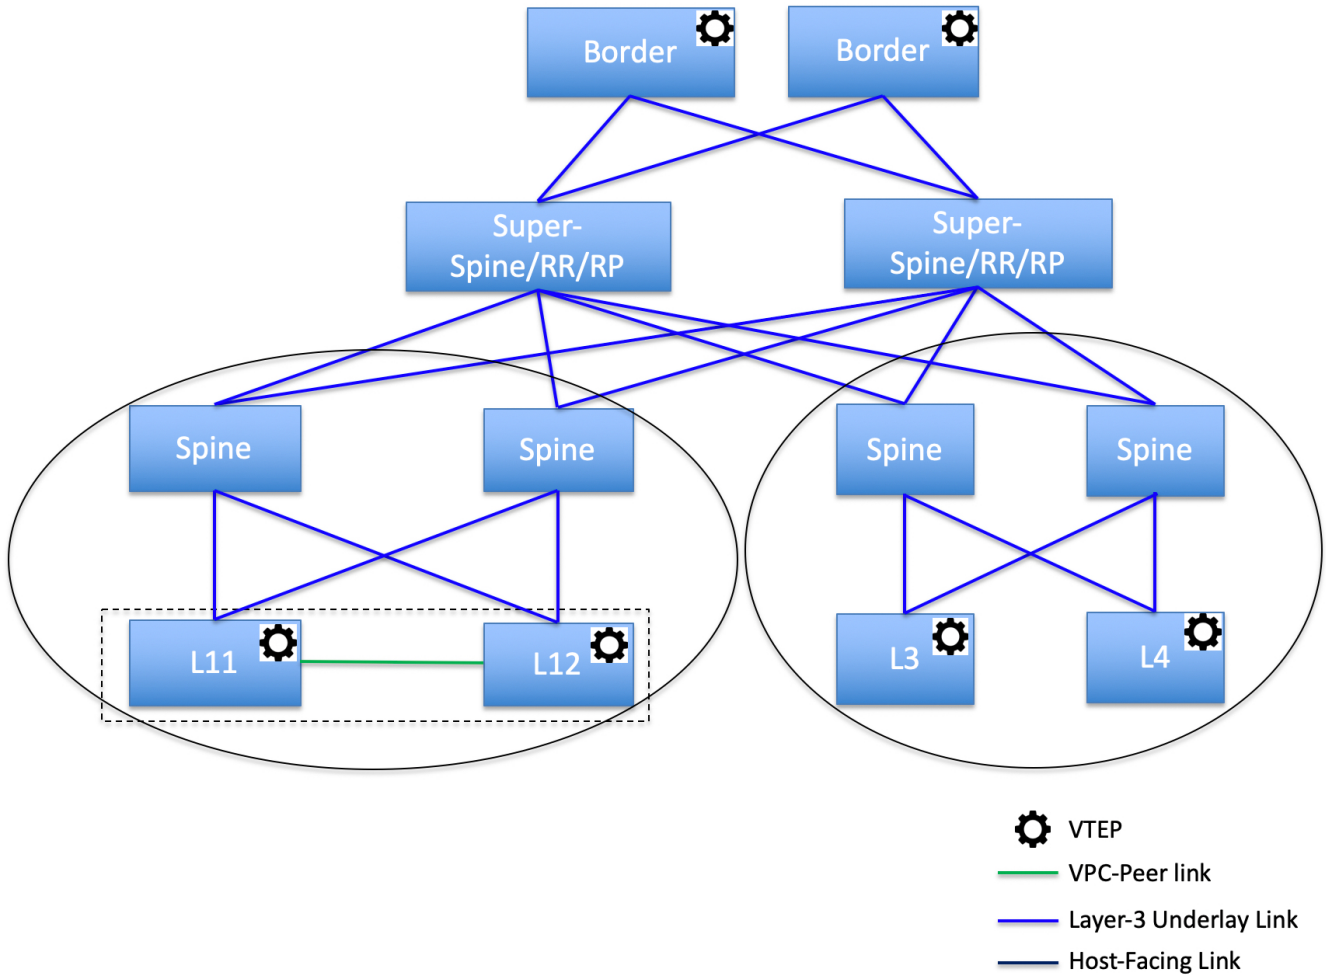 Border
Border
Super-
Spine/RR/RP
Super-
Spine/RR/RP
Spine
Spine
Spine
Spine
L11
L12
L3
L4
VTEP
VPC-Peer link
Layer-3 Underlay Link
Host-Facing Link